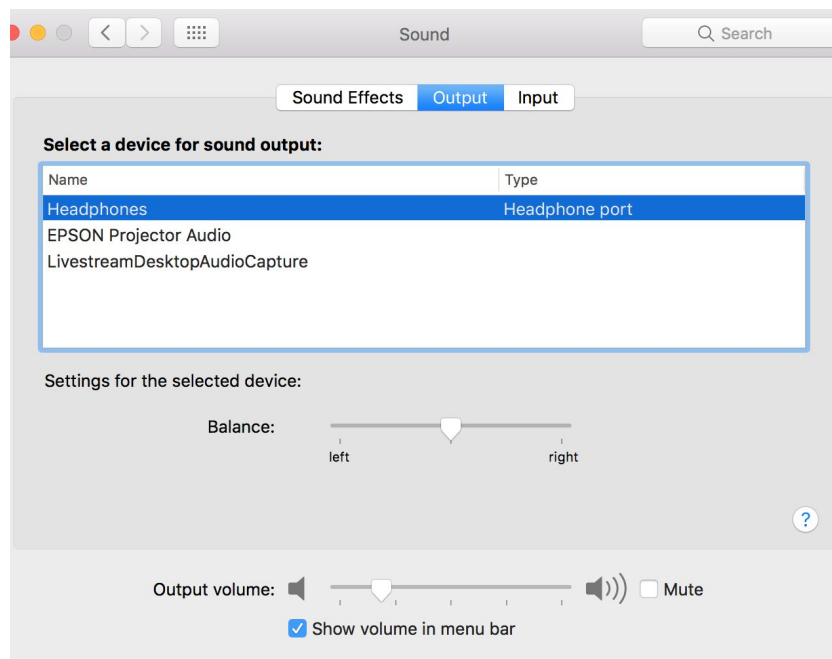 Sound
Search
Sound Effects Output Input
Select a device for sound output:
Name Type
Headphones Headphone port
EPSON Projector Audio
LivestreamDesktopAudioCapture
Settings for the selected device:
Balance:
left right
?
Output volume: Mute
Show volume in menu bar